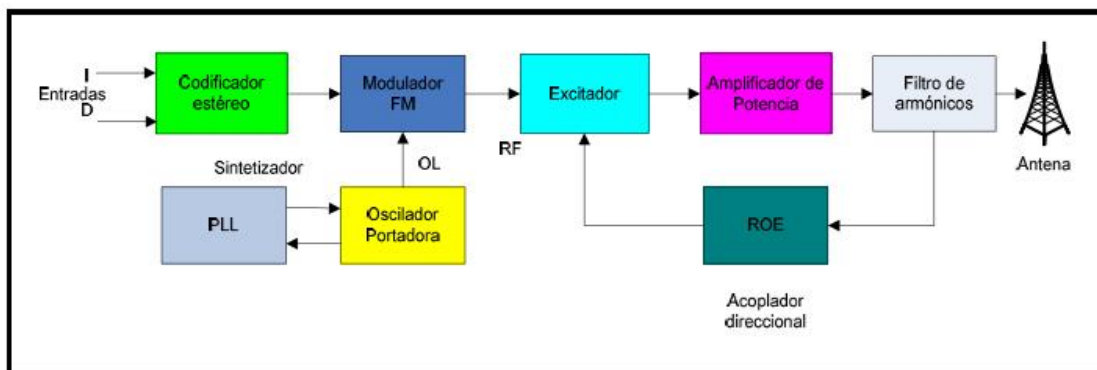 I
Entradas
D
Codificador
estéreo
Modulador
FM
Excitador
Amplificador de
Potencia
Filtro de
armónicos
Antena
RF
OL
Sintetizador
PLL
Oscilador
Portadora
ROE
Acoplador
direccional